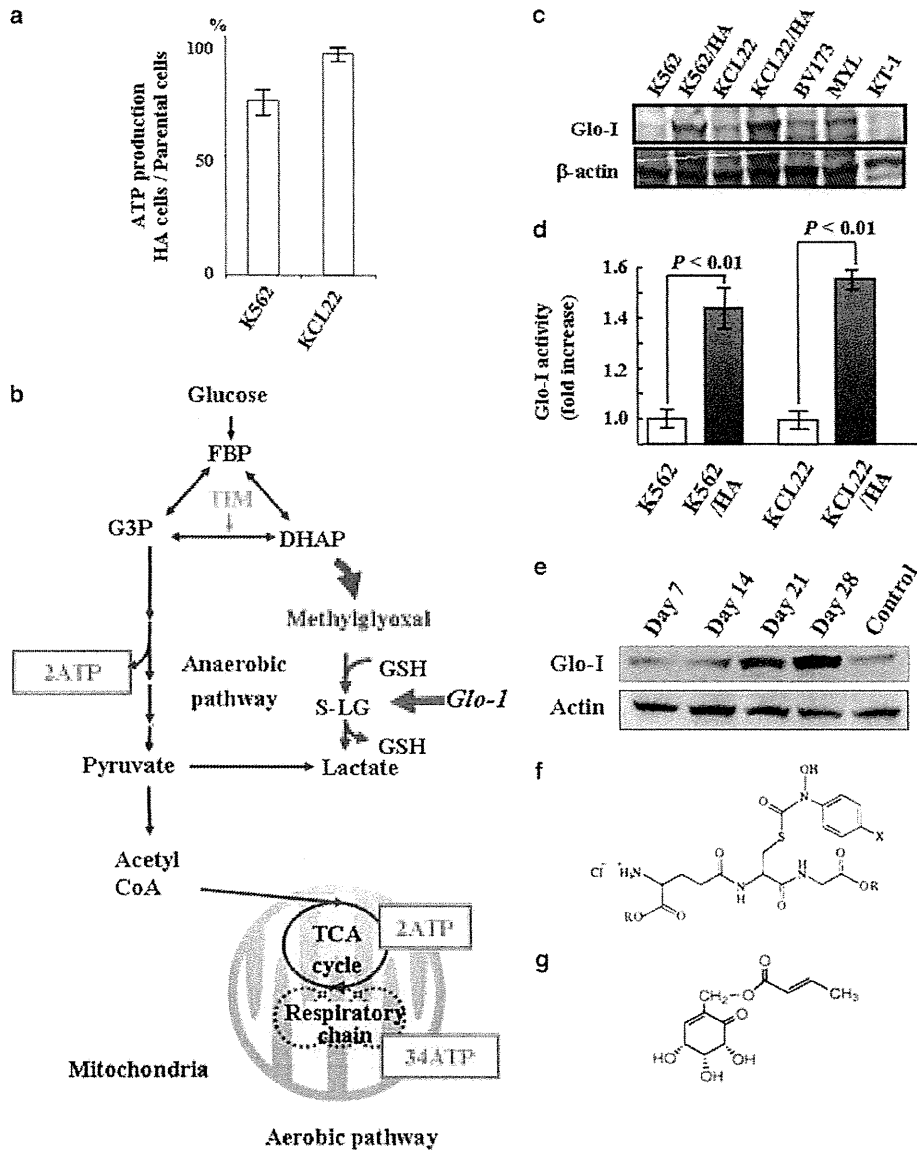 a
%
100
50
0
ATP production
HA cells / Parental cells
K562
KCL22
b
Glucose
FBP
TIM
G3P
DHAP
Methylglyoxal
2ATP
Anaerobic
pathway
GSH
S-LG
Glo-1
GSH
Pyruvate
Lactate
Acetyl
CoA
TCA
cycle
2ATP
Respiratory
chain
34ATP
Mitochondria
Aerobic pathway
c
K562
K562/HA
KCL22
KCL22/HA
BV173
MYL
KT-1
Glo-I
β-actin
d
P < 0.01
P < 0.01
1.6
1.4
1.2
1.0
Glo-I activity
(fold increase)
K562
K562
/HA
KCL22
KCL22
/HA
e
Day 7
Day 14
Day 21
Day 28
Control
Glo-I
Actin
f
OH
O
N
S
X
Cl⁻ ⁺H₃N
O
N
H
O
H
N
O
OR
RO
O
g
O
CH₂-O
CH₃
O
HO
OH
OH